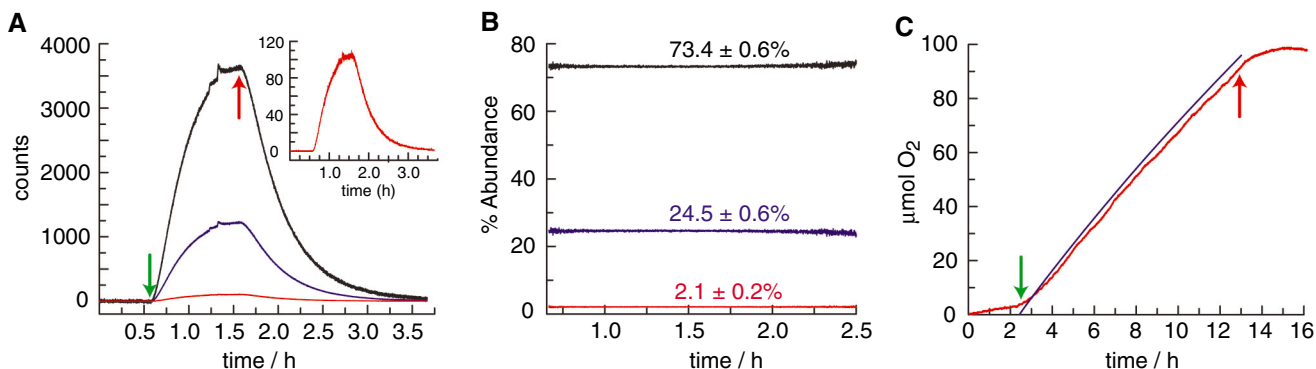 A
4000
3000
2000
1000
0
counts
0.5 1.0 1.5 2.0 2.5 3.0 3.5
time / h
120
80
40
0
1.0 2.0 3.0
time (h)
B
80
60
40
20
0
% Abundance
73.4 ± 0.6%
24.5 ± 0.6%
2.1 ± 0.2%
1.0 1.5 2.0 2.5
time / h
C
100
80
60
40
20
0
μmol O2
0 2 4 6 8 10 12 14 16
time / h